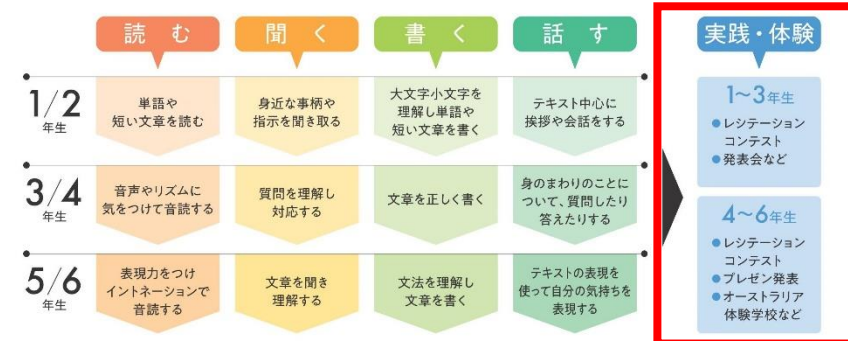 読む
聞く
書く
話す
実践・体験
1/2
年生
単語や
短い文章を読む
身近な事柄や
指示を聞き取る
大文字小文字を
理解し単語や
短い文章を書く
テキスト中心に
挨拶や会話をする
3/4
年生
音声やリズムに
気をつけて音読する
質問を理解し
対応する
文章を正しく書く
身のまわりのことに
ついて、質問したり
答えたりする
5/6
年生
表現力をつけ
イントネーションで
音読する
文章を聞き
理解する
文法を理解し
文章を書く
テキストの表現を
使って自分の気持ちを
表現する
1〜3年生
●レシテーション
コンテスト
●発表会など
4〜6年生
●レシテーション
コンテスト
●プレゼン発表
●オーストラリア
体験学校など